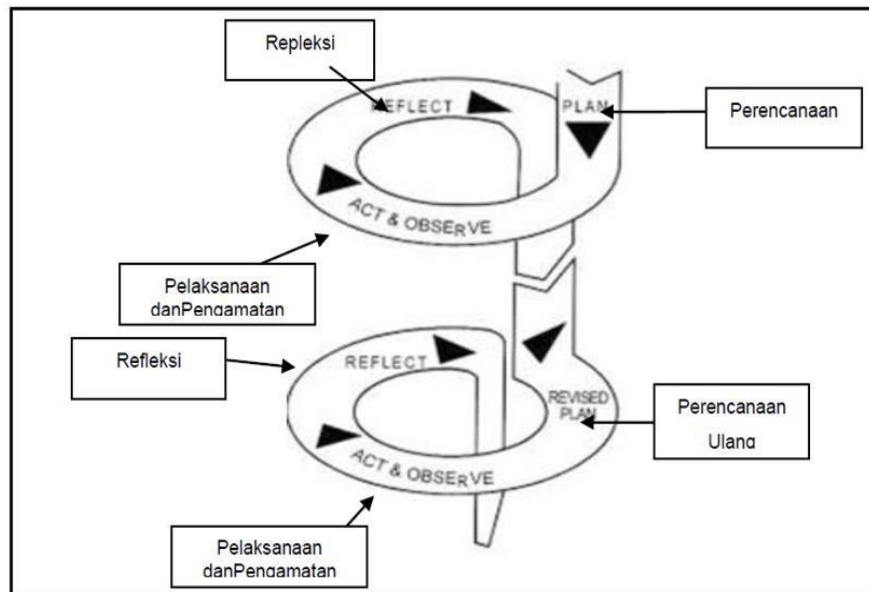 Repleksi
REFLECT
PLAN
Perencanaan
ACT & OBSERVE
Pelaksanaan
danPengamatan
Refleksi
REFLECT
REVISED
PLAN
Perencanaan
Ulang
ACT & OBSERVE
Pelaksanaan
danPengamatan